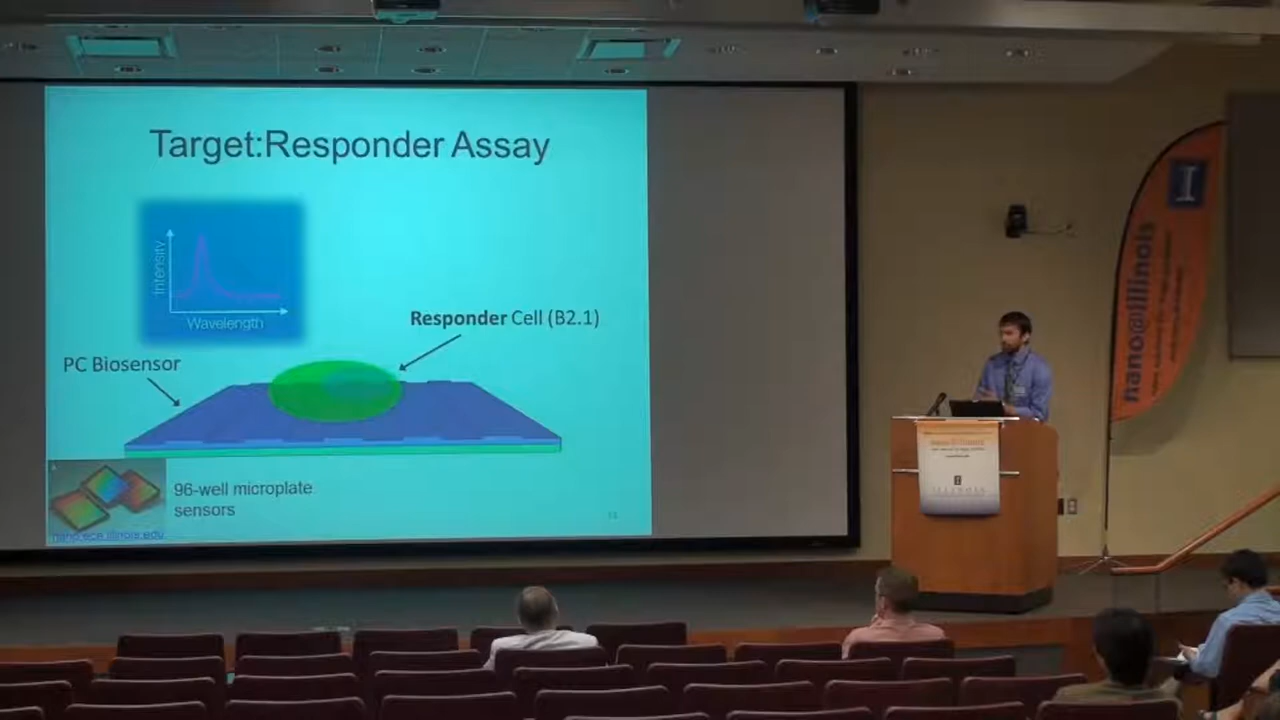 Target:Responder Assay
Intensity
Wavelength
Responder Cell (B2.1)
PC Biosensor
96-well microplate
sensors
nano.ece.illinois.edu
I
nano@illinois
I
ILLINOIS